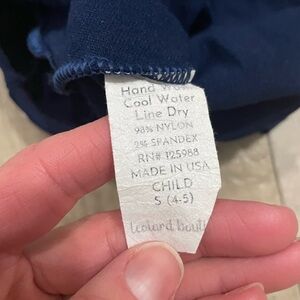 Hand Wash
Cool Water
Line Dry
98% NYLON
2% SPANDEX
RN# 125988
MADE IN USA
CHILD
S (4-5)